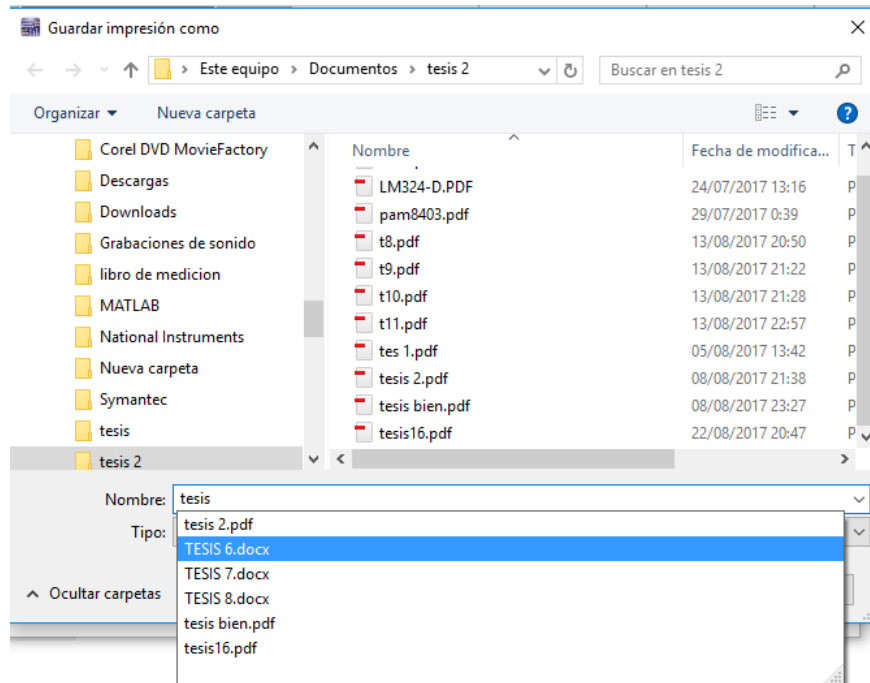 Guardar impresión como
Este equipo > Documentos > tesis 2
Buscar en tesis 2
Organizar
Nueva carpeta
Corel DVD MovieFactory
Descargas
Downloads
Grabaciones de sonido
libro de medicion
MATLAB
National Instruments
Nueva carpeta
Symantec
tesis
tesis 2
Nombre Fecha de modifica... T
LM324-D.PDF 24/07/2017 13:16 P
pam8403.pdf 29/07/2017 0:39 P
t8.pdf 13/08/2017 20:50 P
t9.pdf 13/08/2017 21:22 P
t10.pdf 13/08/2017 21:28 P
t11.pdf 13/08/2017 22:57 P
tes 1.pdf 05/08/2017 13:42 P
tesis 2.pdf 08/08/2017 21:38 P
tesis bien.pdf 08/08/2017 23:27 P
tesis16.pdf 22/08/2017 20:47 P
Nombre: tesis
Tipo:
tesis 2.pdf
TESIS 6.docx
TESIS 7.docx
TESIS 8.docx
tesis bien.pdf
tesis16.pdf
Ocultar carpetas